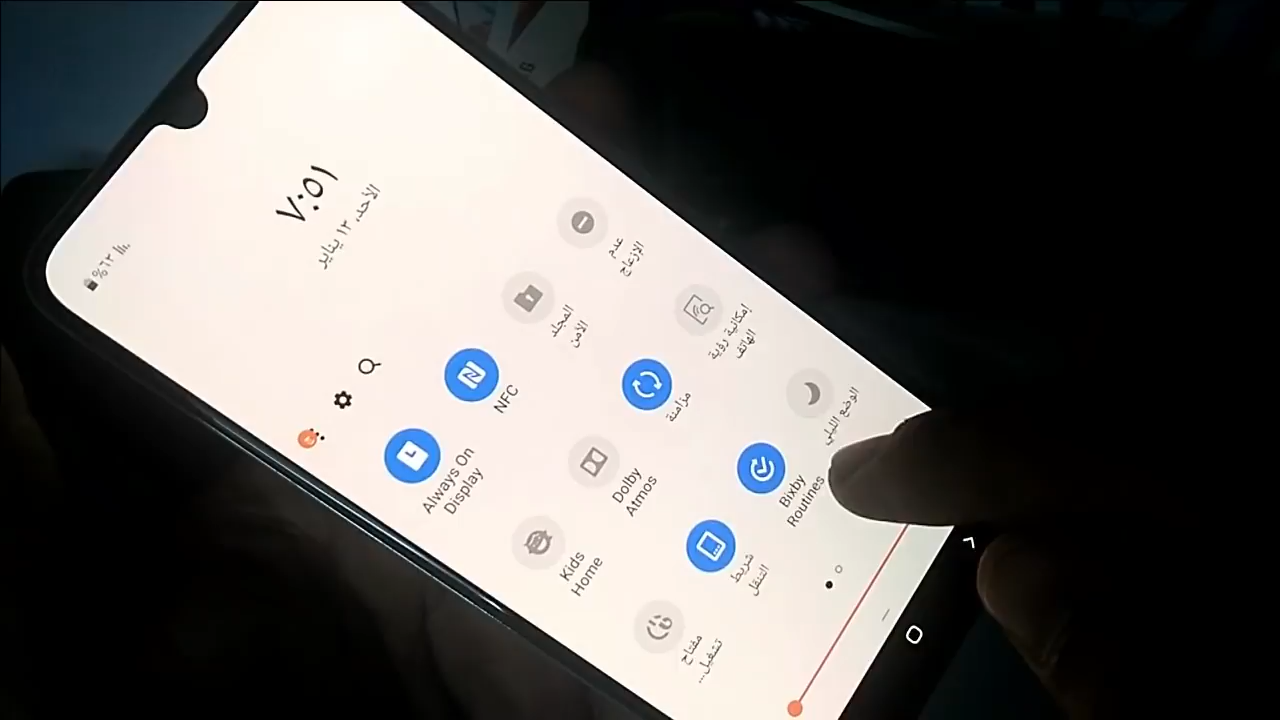 ٪٦٣
٧:٥١
الأحد، ١٢ يناير
عدم
الإزعاج
المجلد
الآمن
NFC
Always On
Display
إمكانية رؤية
الهاتف
مزامنة
Dolby
Atmos
Kids
Home
الوضع الليلي
Bixby
Routines
شريط
التنقل
مفتاح
تشغيل...